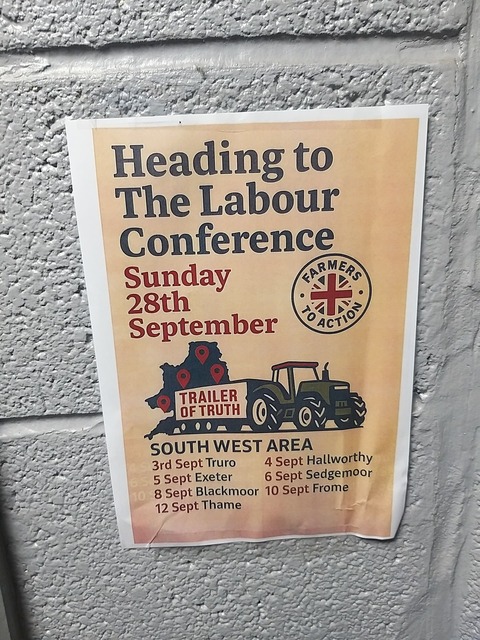 Heading to
The Labour
Conference
Sunday
28th
September
FARMERS
TO ACTION
TRAILER
OF TRUTH
SOUTH WEST AREA
3rd Sept Truro
4 Sept Hallworthy
5 Sept Exeter
6 Sept Sedgemoor
8 Sept Blackmoor
10 Sept Frome
12 Sept Thame